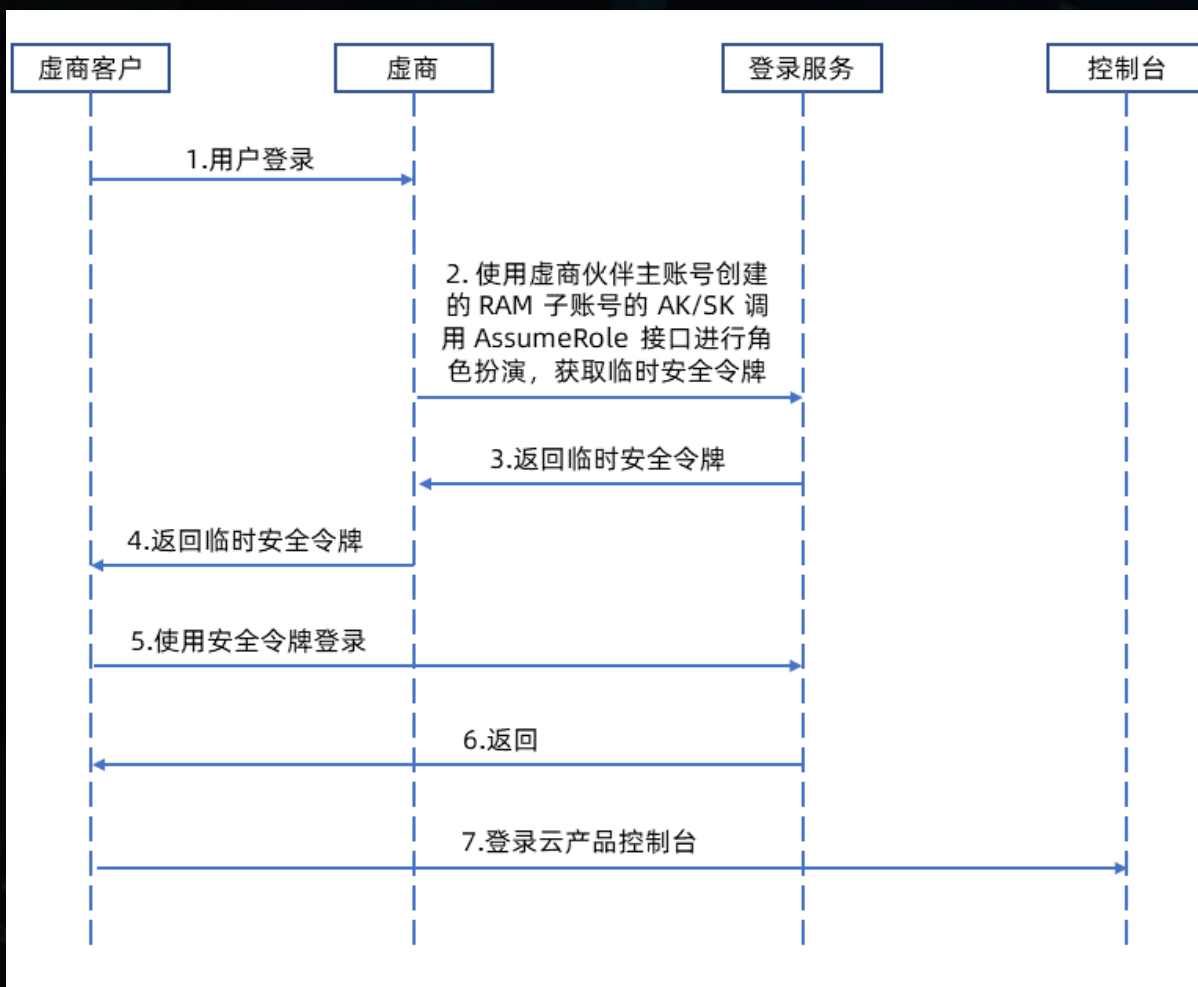 虚商客户
虚商
登录服务
控制台
1.用户登录
2. 使用虚商伙伴主账号创建
的 RAM 子账号的 AK/SK 调
用 AssumeRole 接口进行角
色扮演，获取临时安全令牌
3.返回临时安全令牌
4.返回临时安全令牌
5.使用安全令牌登录
6.返回
7.登录云产品控制台